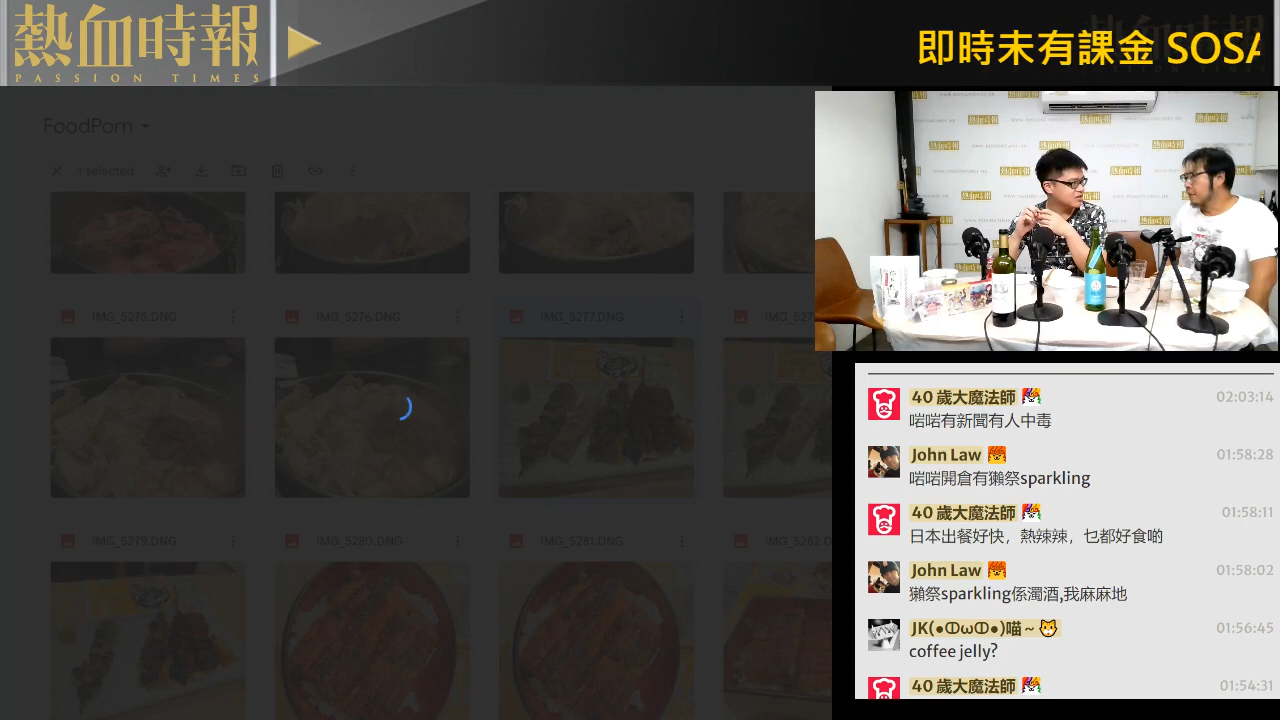 熱血時報
PASSION TIMES
即時未有課金 SOSA
FoodPorn
1 selected
IMG_5275.DNG
IMG_5276.DNG
IMG_5277.DNG
IMG_5279.DNG
IMG_5280.DNG
IMG_5281.DNG
IMG_5282.D
40 歲大魔法師
02:03:14
啱啱有新聞有人中毒
John Law
01:58:28
啱啱開倉有獺祭sparkling
40 歲大魔法師
01:58:11
日本出餐好快，熱辣辣，乜都好食啲
John Law
01:58:02
獺祭sparkling係濁酒,我麻麻地
JK(●ↀωↀ●)喵～
01:56:45
coffee jelly?
40 歲大魔法師
01:54:31